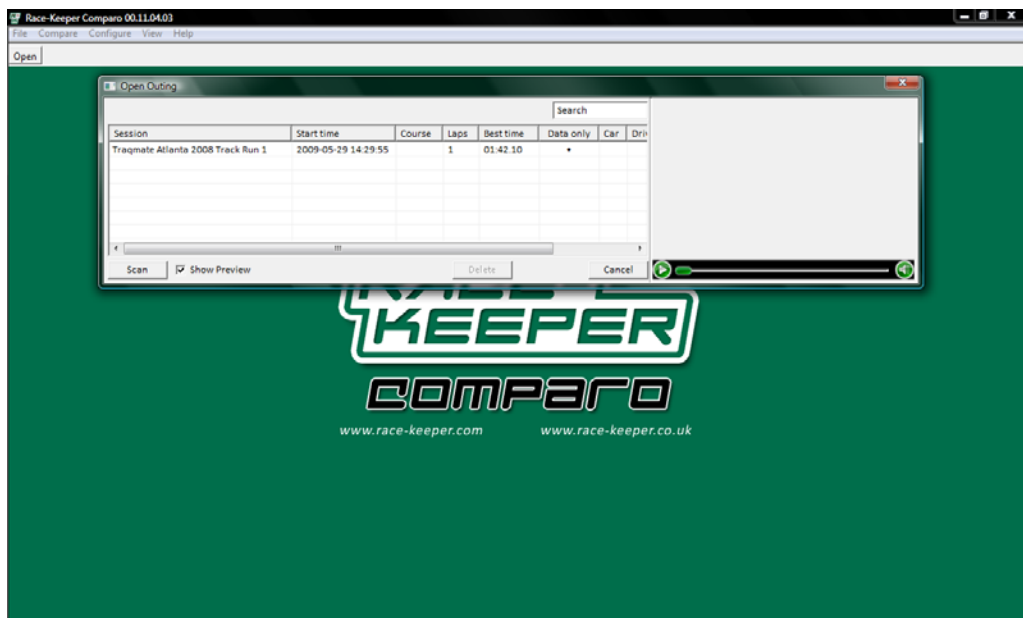 Race-Keeper Comparo 00.11.04.03
File Compare Configure View Help
Open
Open Outing
Search
Session Start time Course Laps Best time Data only Car
Traqmate Atlanta 2008 Track Run 1 2009-05-29 14:29:55 1 01:42.10 •
Scan Show Preview Delete Cancel
KEEPER
comparo
www.race-keeper.com www.race-keeper.co.uk